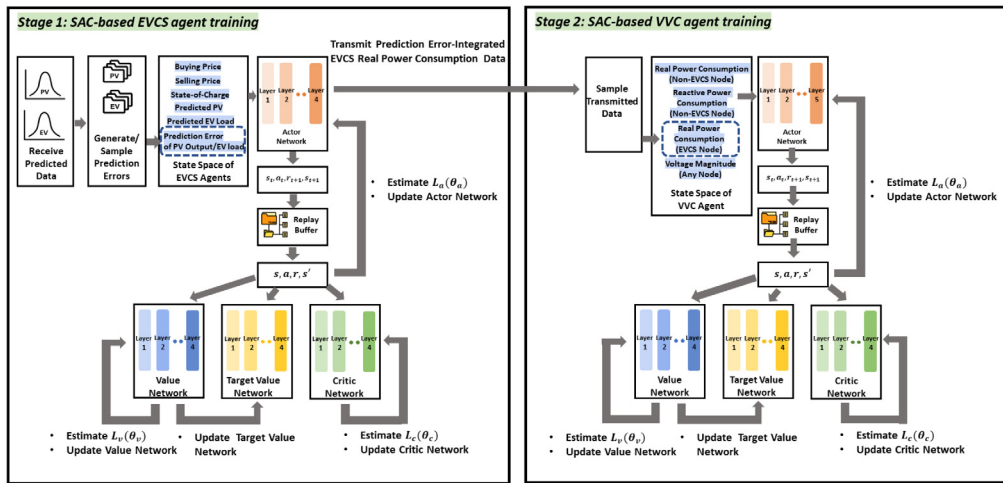 Stage 1: SAC-based EVCS agent training
PV
EV
Receive
Predicted
Data
PV
EV
Generate/
Sample
Prediction
Errors
Buying Price
Selling Price
State-of-Charge
Predicted PV
Predicted EV Load
Prediction Error
of PV Output/EV load
State Space of
EVCS Agents
Layer
1
Layer
2
Layer
4
Actor
Network
Transmit Prediction Error-Integrated
EVCS Real Power Consumption Data
s_t, a_t, r_{t+1}, s_{t+1}
Replay
Buffer
s, a, r, s'
• Estimate L_a(θ_a)
• Update Actor Network
Layer
1
Layer
2
Layer
4
Value
Network
Layer
1
Layer
2
Layer
4
Target Value
Network
Layer
1
Layer
2
Layer
4
Critic
Network
• Estimate L_v(θ_v)
• Update Value Network
• Update Target Value
Network
• Estimate L_c(θ_c)
• Update Critic Network
Stage 2: SAC-based VVC agent training
Sample
Transmitted
Data
Real Power Consumption
(Non-EVCS Node)
Reactive Power
Consumption
(Non-EVCS Node)
Real Power
Consumption
(EVCS Node)
Voltage Magnitude
(Any Node)
State Space of
VVC Agent
Layer
1
Layer
2
Layer
5
Actor
Network
s_t, a_t, r_{t+1}, s_{t+1}
Replay
Buffer
s, a, r, s'
• Estimate L_a(θ_a)
• Update Actor Network
Layer
1
Layer
2
Layer
4
Value
Network
Layer
1
Layer
2
Layer
4
Target Value
Network
Layer
1
Layer
2
Layer
4
Critic
Network
• Estimate L_v(θ_v)
• Update Value Network
• Update Target Value
Network
• Estimate L_c(θ_c)
• Update Critic Network